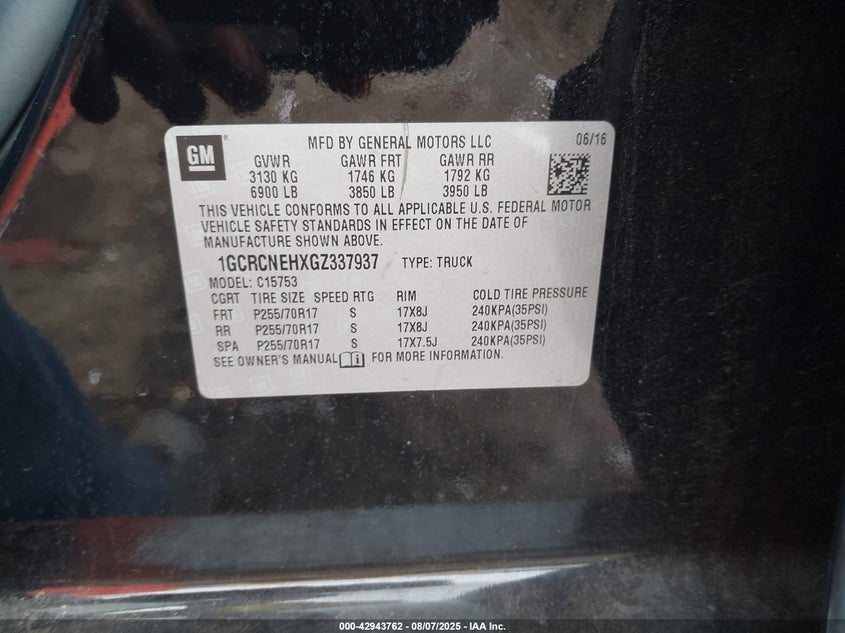 GM
MFD BY GENERAL MOTORS LLC 06/16
GVWR GAWR FRT GAWR RR
3130 KG 1746 KG 1792 KG
6900 LB 3850 LB 3950 LB
THIS VEHICLE CONFORMS TO ALL APPLICABLE U.S. FEDERAL MOTOR
VEHICLE SAFETY STANDARDS IN EFFECT ON THE DATE OF
MANUFACTURE SHOWN ABOVE.
1GCRCNEHXGZ337937 TYPE: TRUCK
MODEL: C15753
CGRT TIRE SIZE SPEED RTG RIM COLD TIRE PRESSURE
FRT P255/70R17 S 17X8J 240KPA(35PSI)
RR P255/70R17 S 17X8J 240KPA(35PSI)
SPA P255/70R17 S 17X7.5J 240KPA(35PSI)
SEE OWNER'S MANUAL FOR MORE INFORMATION.
000-42943762 - 08/07/2025 - IAA Inc.